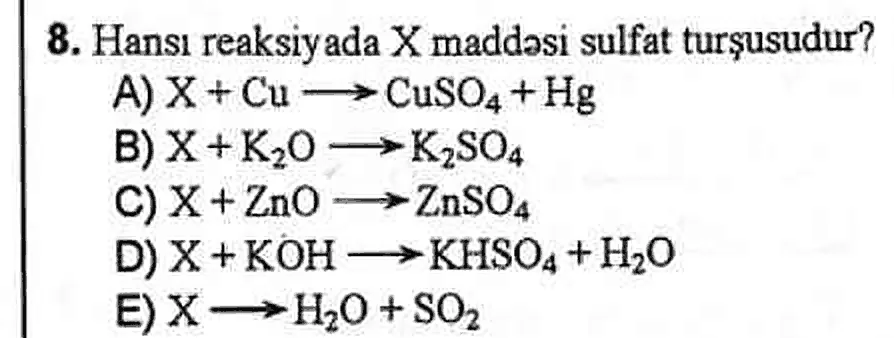 8. Hansı reaksiyada X maddəsi sulfat turşusudur?
A) X + Cu ⟶ CuSO₄ + Hg
B) X + K₂O ⟶ K₂SO₄
C) X + ZnO ⟶ ZnSO₄
D) X + KOH ⟶ KHSO₄ + H₂O
E) X ⟶ H₂O + SO₂